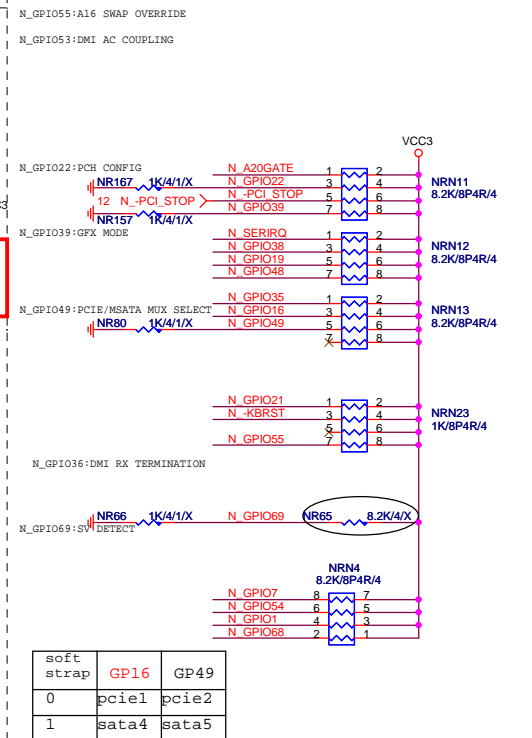 N_GPIO55:A16 SWAP OVERRIDE
N_GPIO53:DMI AC COUPLING
VCC3
N_GPIO22:PCH CONFIG
N_A20GATE 1 2
NR167 1K/4/1/X N_GPIO22 3 4 NRN11
12 N_-PCI_STOP N_-PCI_STOP 5 6 8.2K/8P4R/4
NR157 1K/4/1/X N_GPIO39 7 8
N_GPIO39:GFX MODE
N_SERIRQ 1 2
N_GPIO38 3 4 NRN12
N_GPIO19 5 6 8.2K/8P4R/4
N_GPIO48 7 8
N_GPIO35 1 2
N_GPIO49:PCIE/MSATA MUX SELECT N_GPIO16 3 4 NRN13
NR80 1K/4/1/X N_GPIO49 5 6 8.2K/8P4R/4
7 8
N_GPIO21 1 2
N_-KBRST 3 4 NRN23
5 6 1K/8P4R/4
N_GPIO55 7 8
N_GPIO36:DMI RX TERMINATION
NR66 1K/4/1/X N_GPIO69 NR65 8.2K/4/X
N_GPIO69:SV DETECT
NRN4
8.2K/8P4R/4
N_GPIO7 8 7
N_GPIO54 6 5
N_GPIO1 4 3
N_GPIO68 2 1
soft strap GP16 GP49
0 pcie1 pcie2
1 sata4 sata5